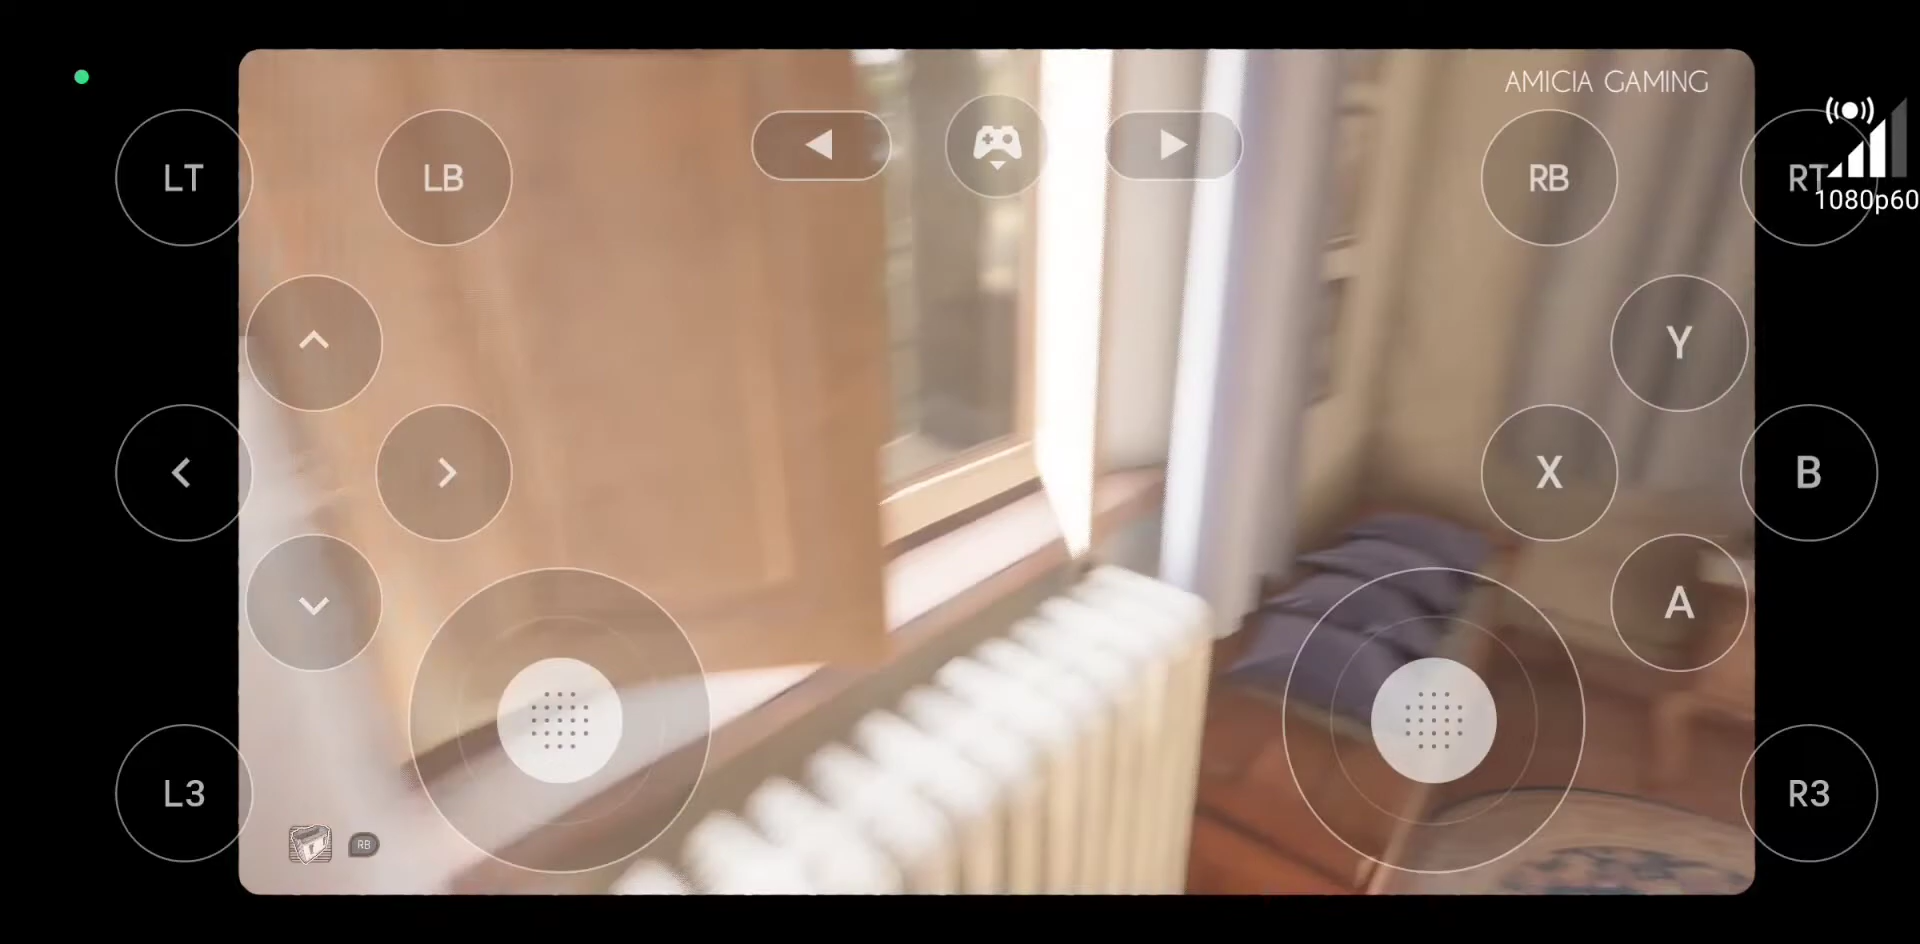 AMICIA GAMING
LT
LB
RB
RT
1080p60
Y
X
B
A
L3
R3
RB